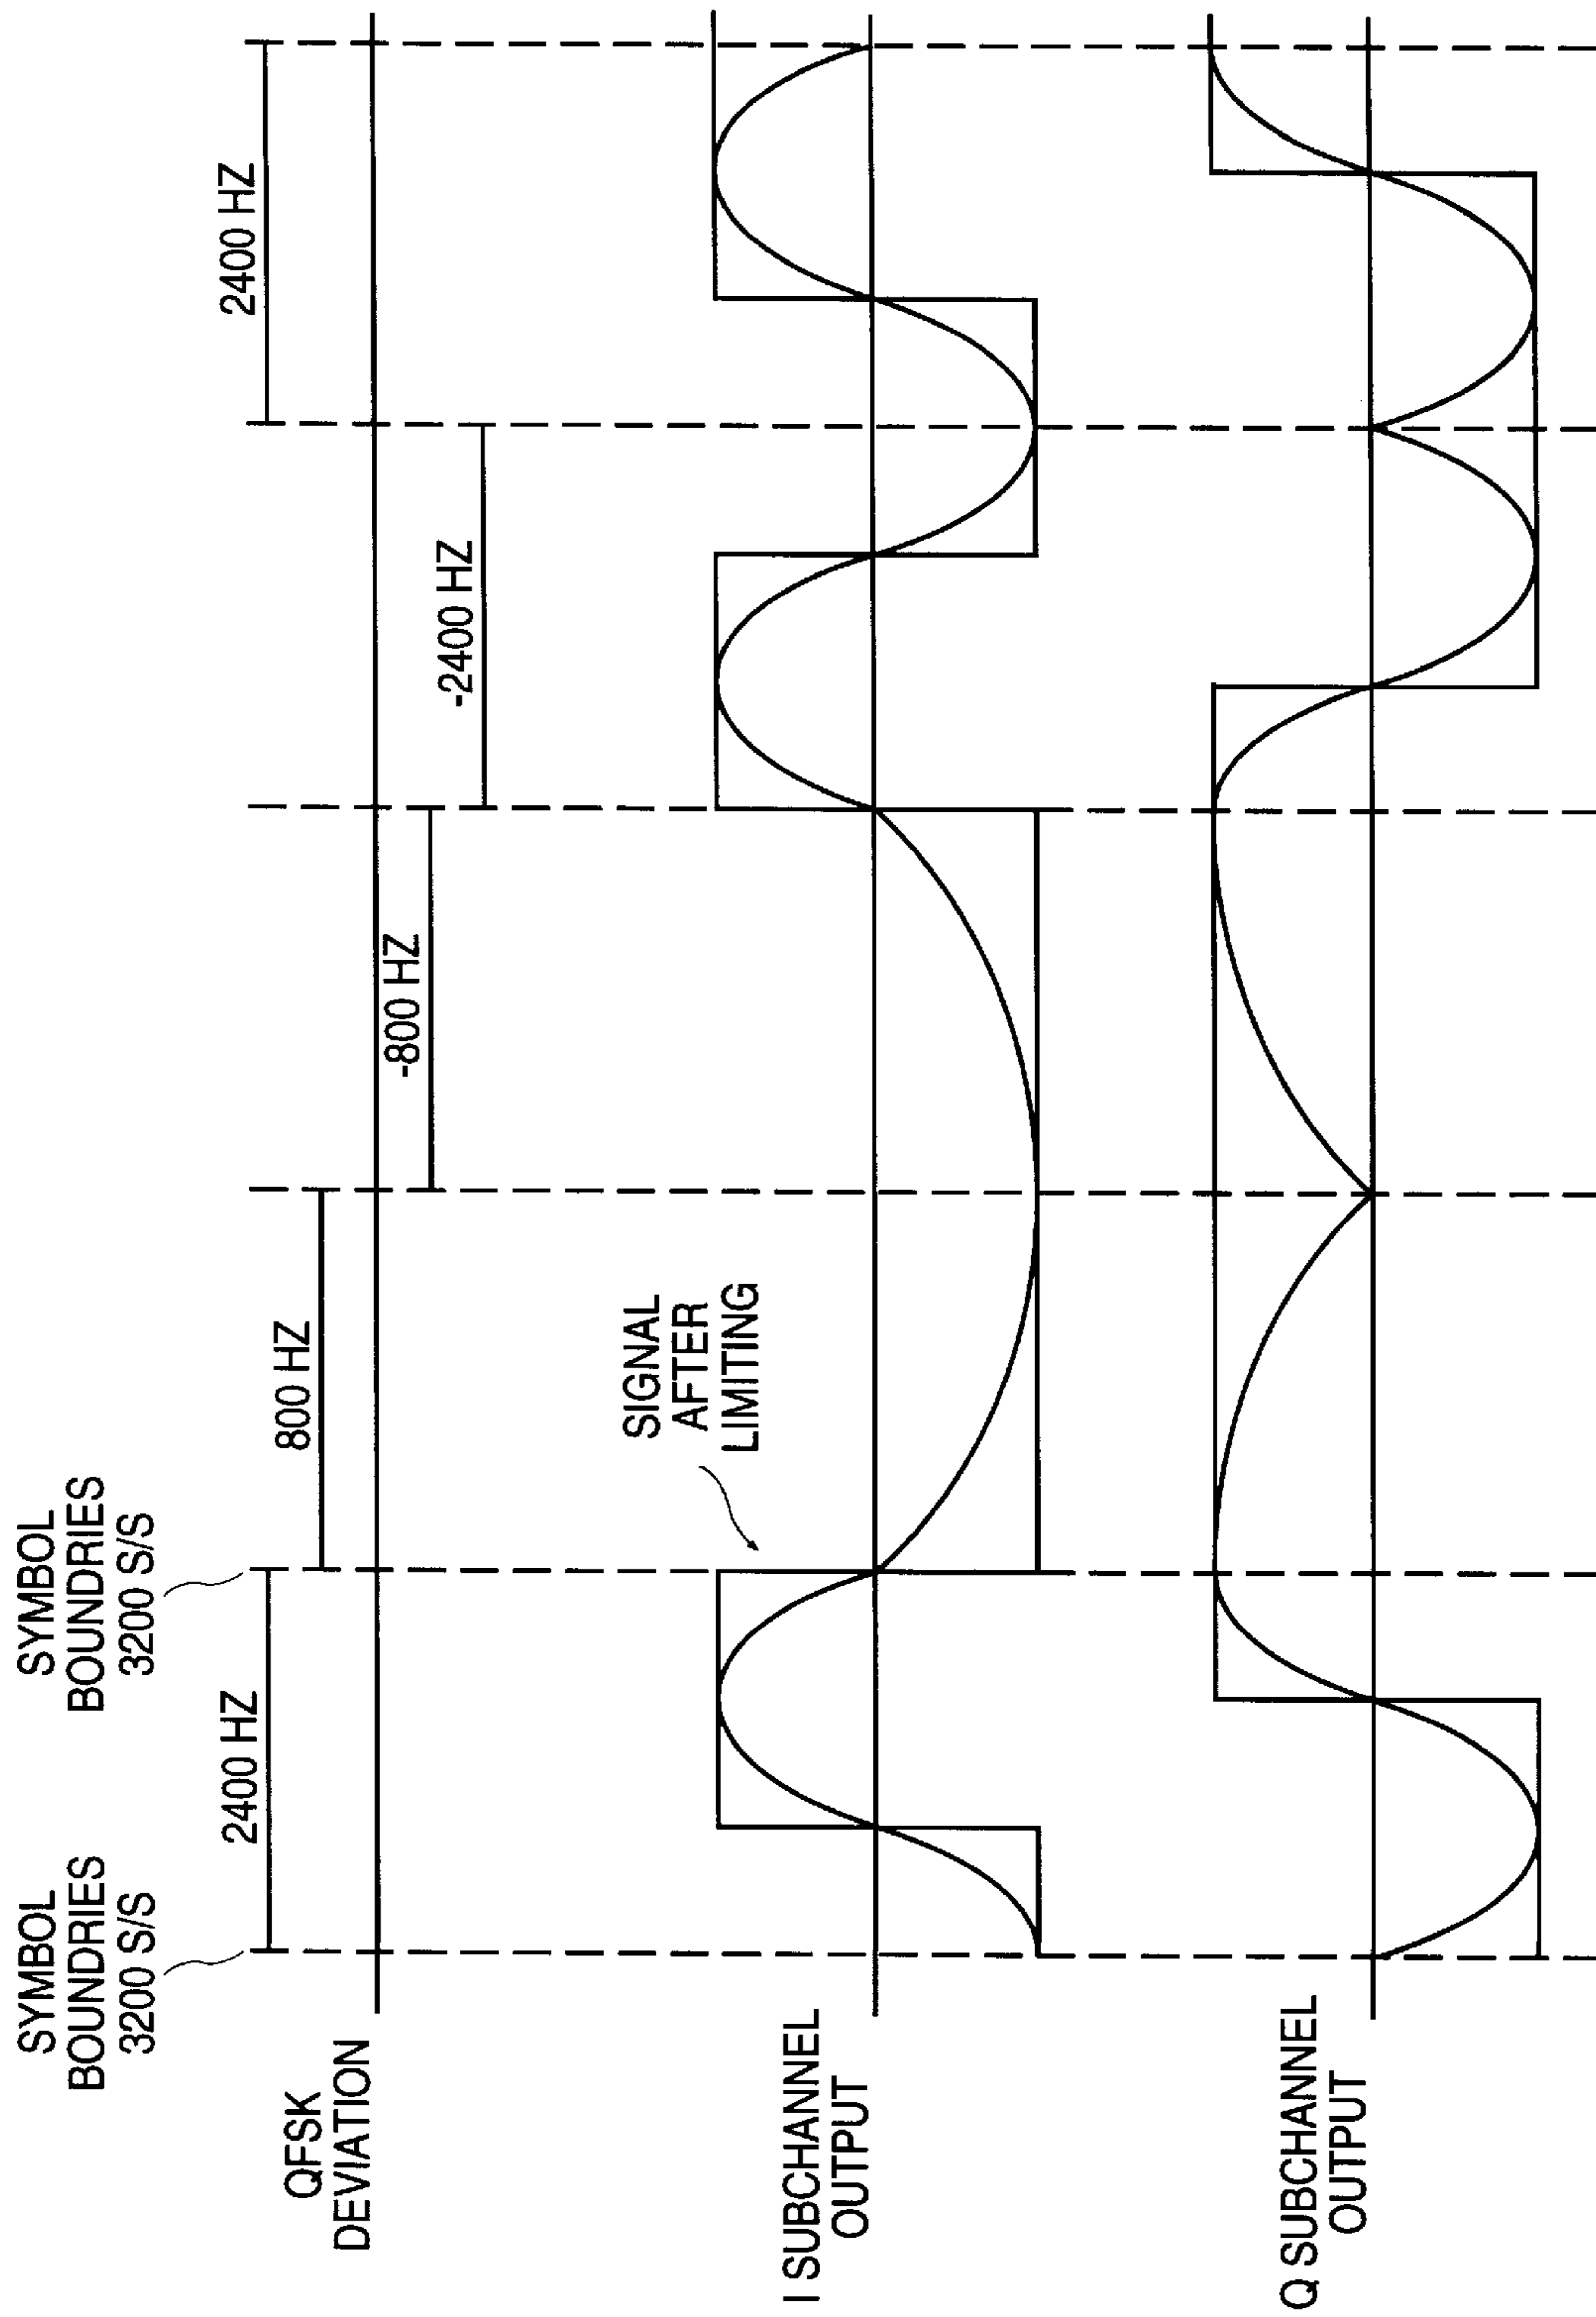 SYMBOL
BOUNDRIES
3200 S/S
SYMBOL
BOUNDRIES
3200 S/S
2400 HZ
800 HZ
-800 HZ
-2400 HZ
2400 HZ
QFSK
DEVIATION
SIGNAL
AFTER
LIMITING
I SUBCHANNEL
OUTPUT
Q SUBCHANNEL
OUTPUT